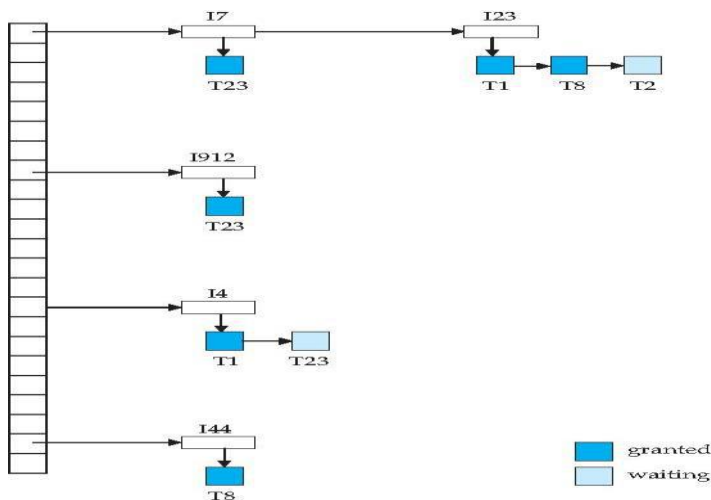 I7 I23
T23 T1 T8 T2
I912
T23
I4
T1 T23
I44
granted
waiting
T8